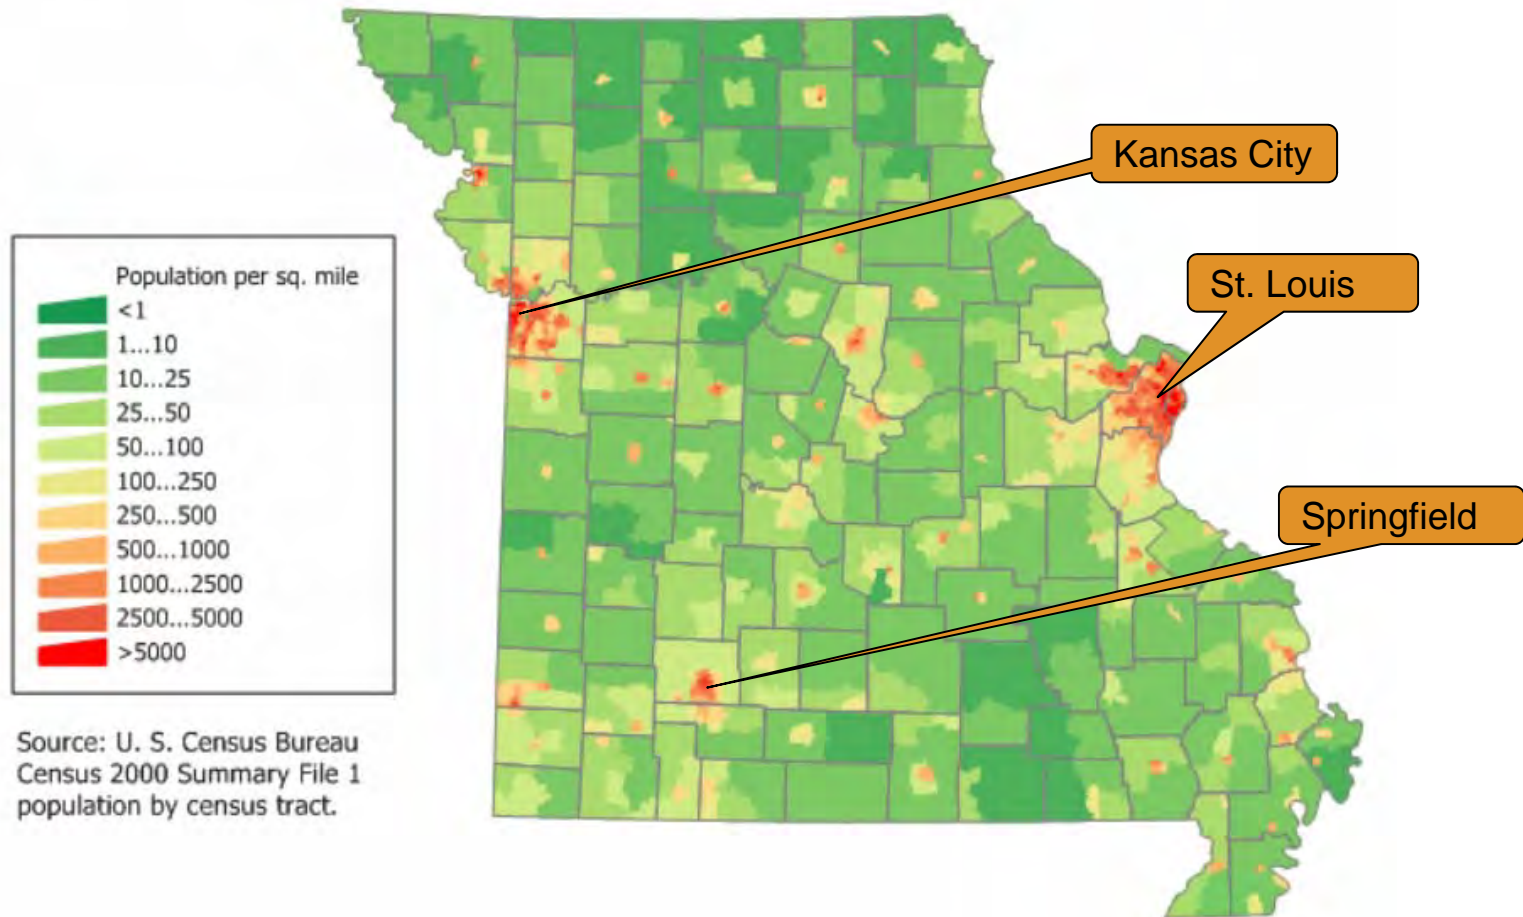 Kansas City
St. Louis
Springfield
Population per sq. mile
<1
1...10
10...25
25...50
50...100
100...250
250...500
500...1000
1000...2500
2500...5000
>5000
Source: U. S. Census Bureau
Census 2000 Summary File 1
population by census tract.